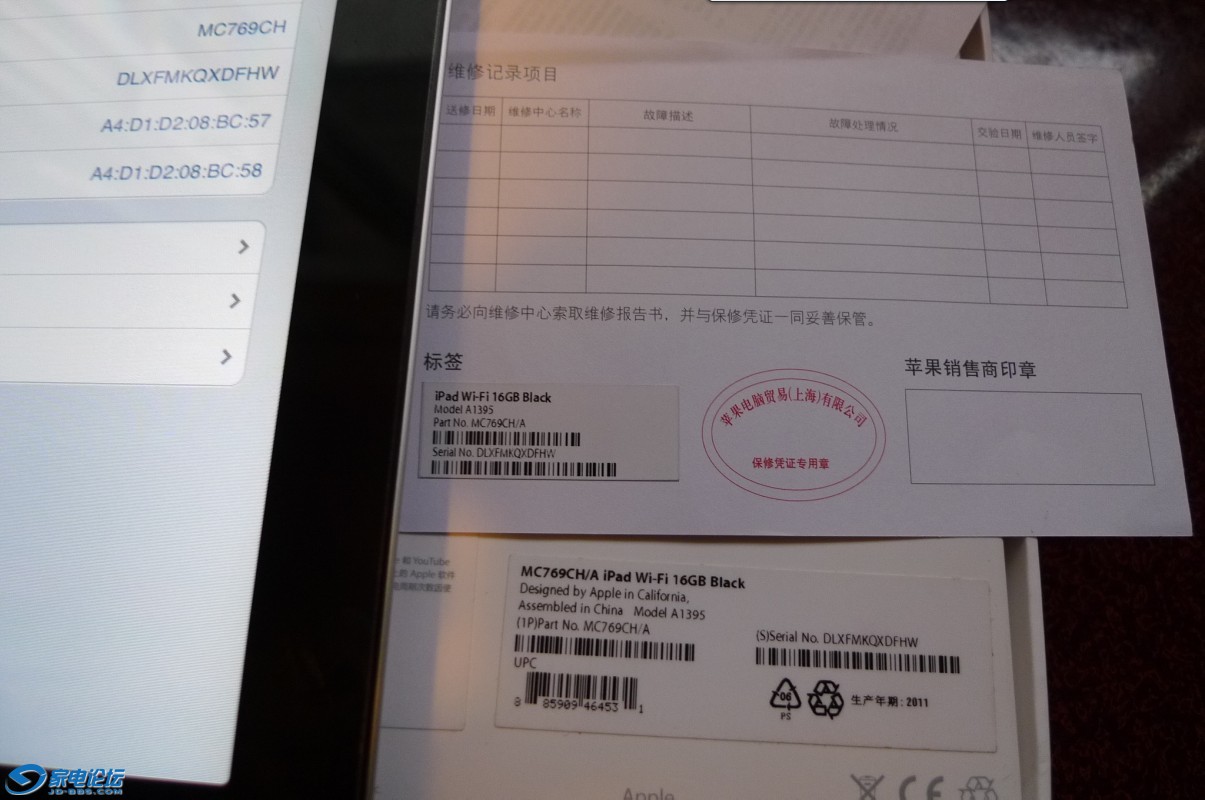 MC769CH
DLXFMKQXDFHW
A4:D1:D2:08:BC:57
A4:D1:D2:08:BC:58
维修记录项目
送修日期 维修中心名称 故障描述 故障处理情况 交验日期 维修人员签字
请务必向维修中心索取维修报告书，并与保修凭证一同妥善保管。
标签
iPad Wi-Fi 16GB Black
Model A1395
Part No. MC769CH/A
Serial No. DLXFMKQXDFHW
苹果电脑贸易(上海)有限公司
保修凭证专用章
苹果销售商印章
和 YouTube
Apple 软件
MC769CH/A iPad Wi-Fi 16GB Black
Designed by Apple in California,
Assembled in China Model A1395
(1P)Part No. MC769CH/A
(S)Serial No. DLXFMKQXDFHW
UPC
8 85909 46453 1
06
PS
生产年期: 2011
Apple
CE
家电论坛
JD-BBS.COM